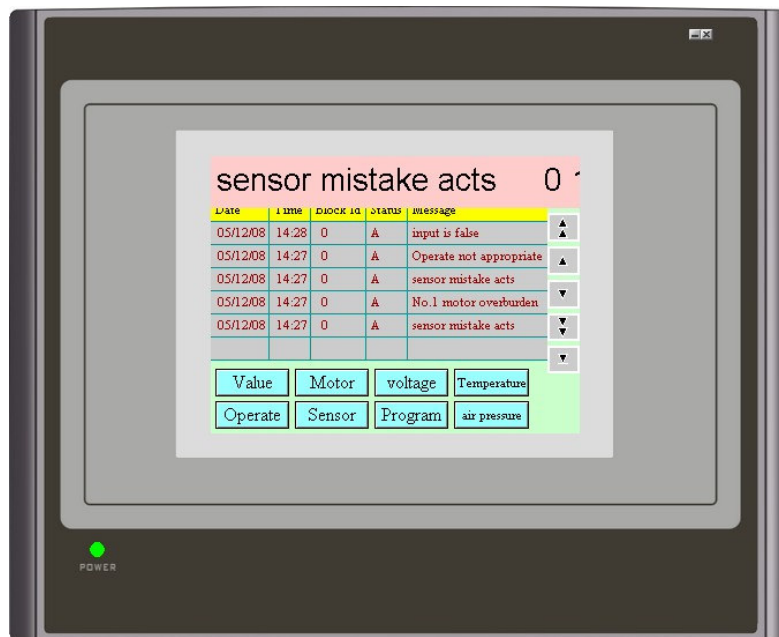 sensor mistake acts 0 1
Date Time Block Id Status Message
05/12/08 14:28 0 A input is false
05/12/08 14:27 0 A Operate not appropriate
05/12/08 14:27 0 A sensor mistake acts
05/12/08 14:27 0 A No.1 motor overburden
05/12/08 14:27 0 A sensor mistake acts
Value Motor voltage Temperature
Operate Sensor Program air pressure
POWER